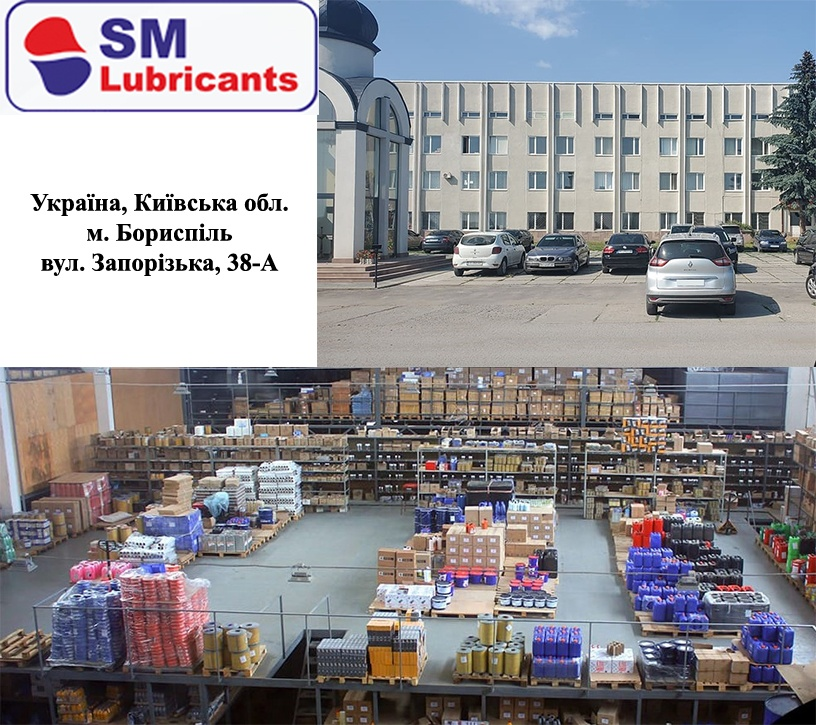 SM
Lubricants
Україна, Київська обл.
м. Бориспіль
вул. Запорізька, 38-А